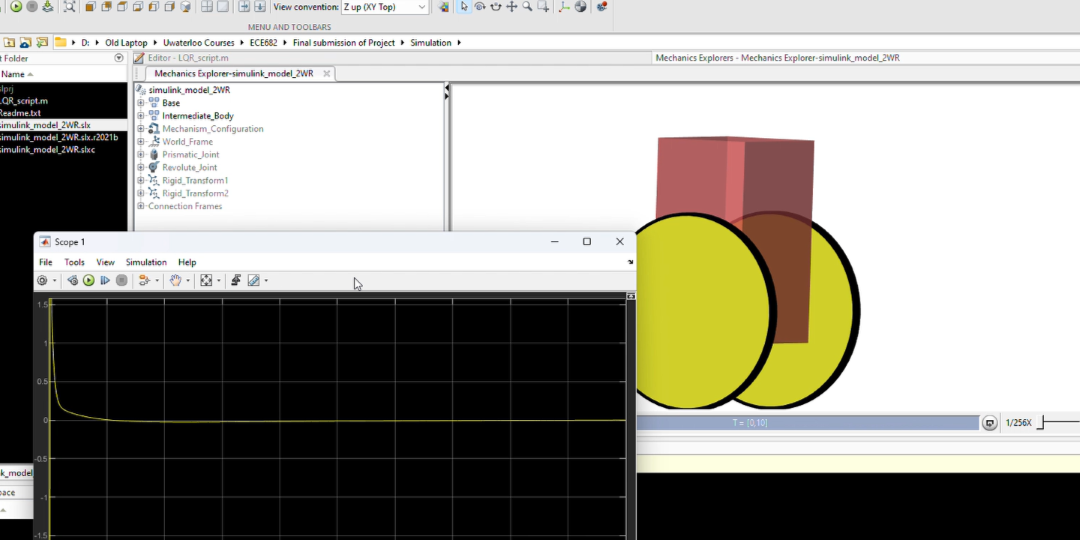 View convention: Z up (XY Top)
MENU AND TOOLBARS
D: Old Laptop Uwaterloo Courses ECE682 Final submission of Project Simulation
t Folder
Editor - LQR_script.m
Mechanics Explorers - Mechanics Explorer-simulink_model_2WR
Name
Mechanics Explorer-simulink_model_2WR
slprj
LQR_script.m
Readme.txt
simulink_model_2WR.slx
simulink_model_2WR.slx.r2021b
simulink_model_2WR.slxc
simulink_model_2WR
Base
Intermediate_Body
Mechanism_Configuration
World_Frame
Prismatic_Joint
Revolute_Joint
Rigid_Transform1
Rigid_Transform2
Connection Frames
Scope 1
File Tools View Simulation Help
1.5
1
0.5
0
-0.5
-1
-1.5
T = [0,10]
1/256X
nk_model
pace